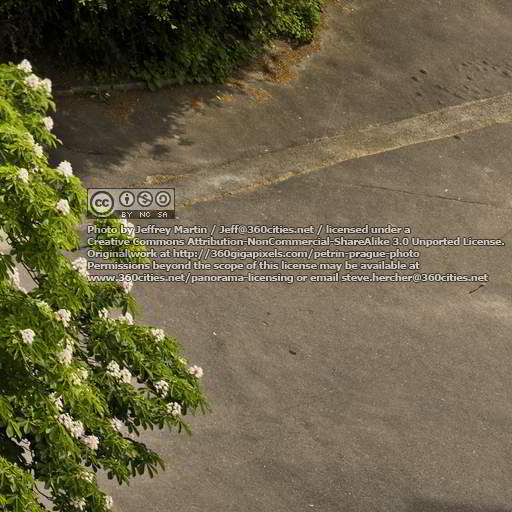 cc BY NC SA
Photo by Jeffrey Martin / Jeff@360cities.net / licensed under a
Creative Commons Attribution-NonCommercial-ShareAlike 3.0 Unported License.
Original work at http://360gigapixels.com/petrin-prague-photo
Permissions beyond the scope of this license may be available at
www.360cities.net/panorama-licensing or email steve.hercher@360cities.net